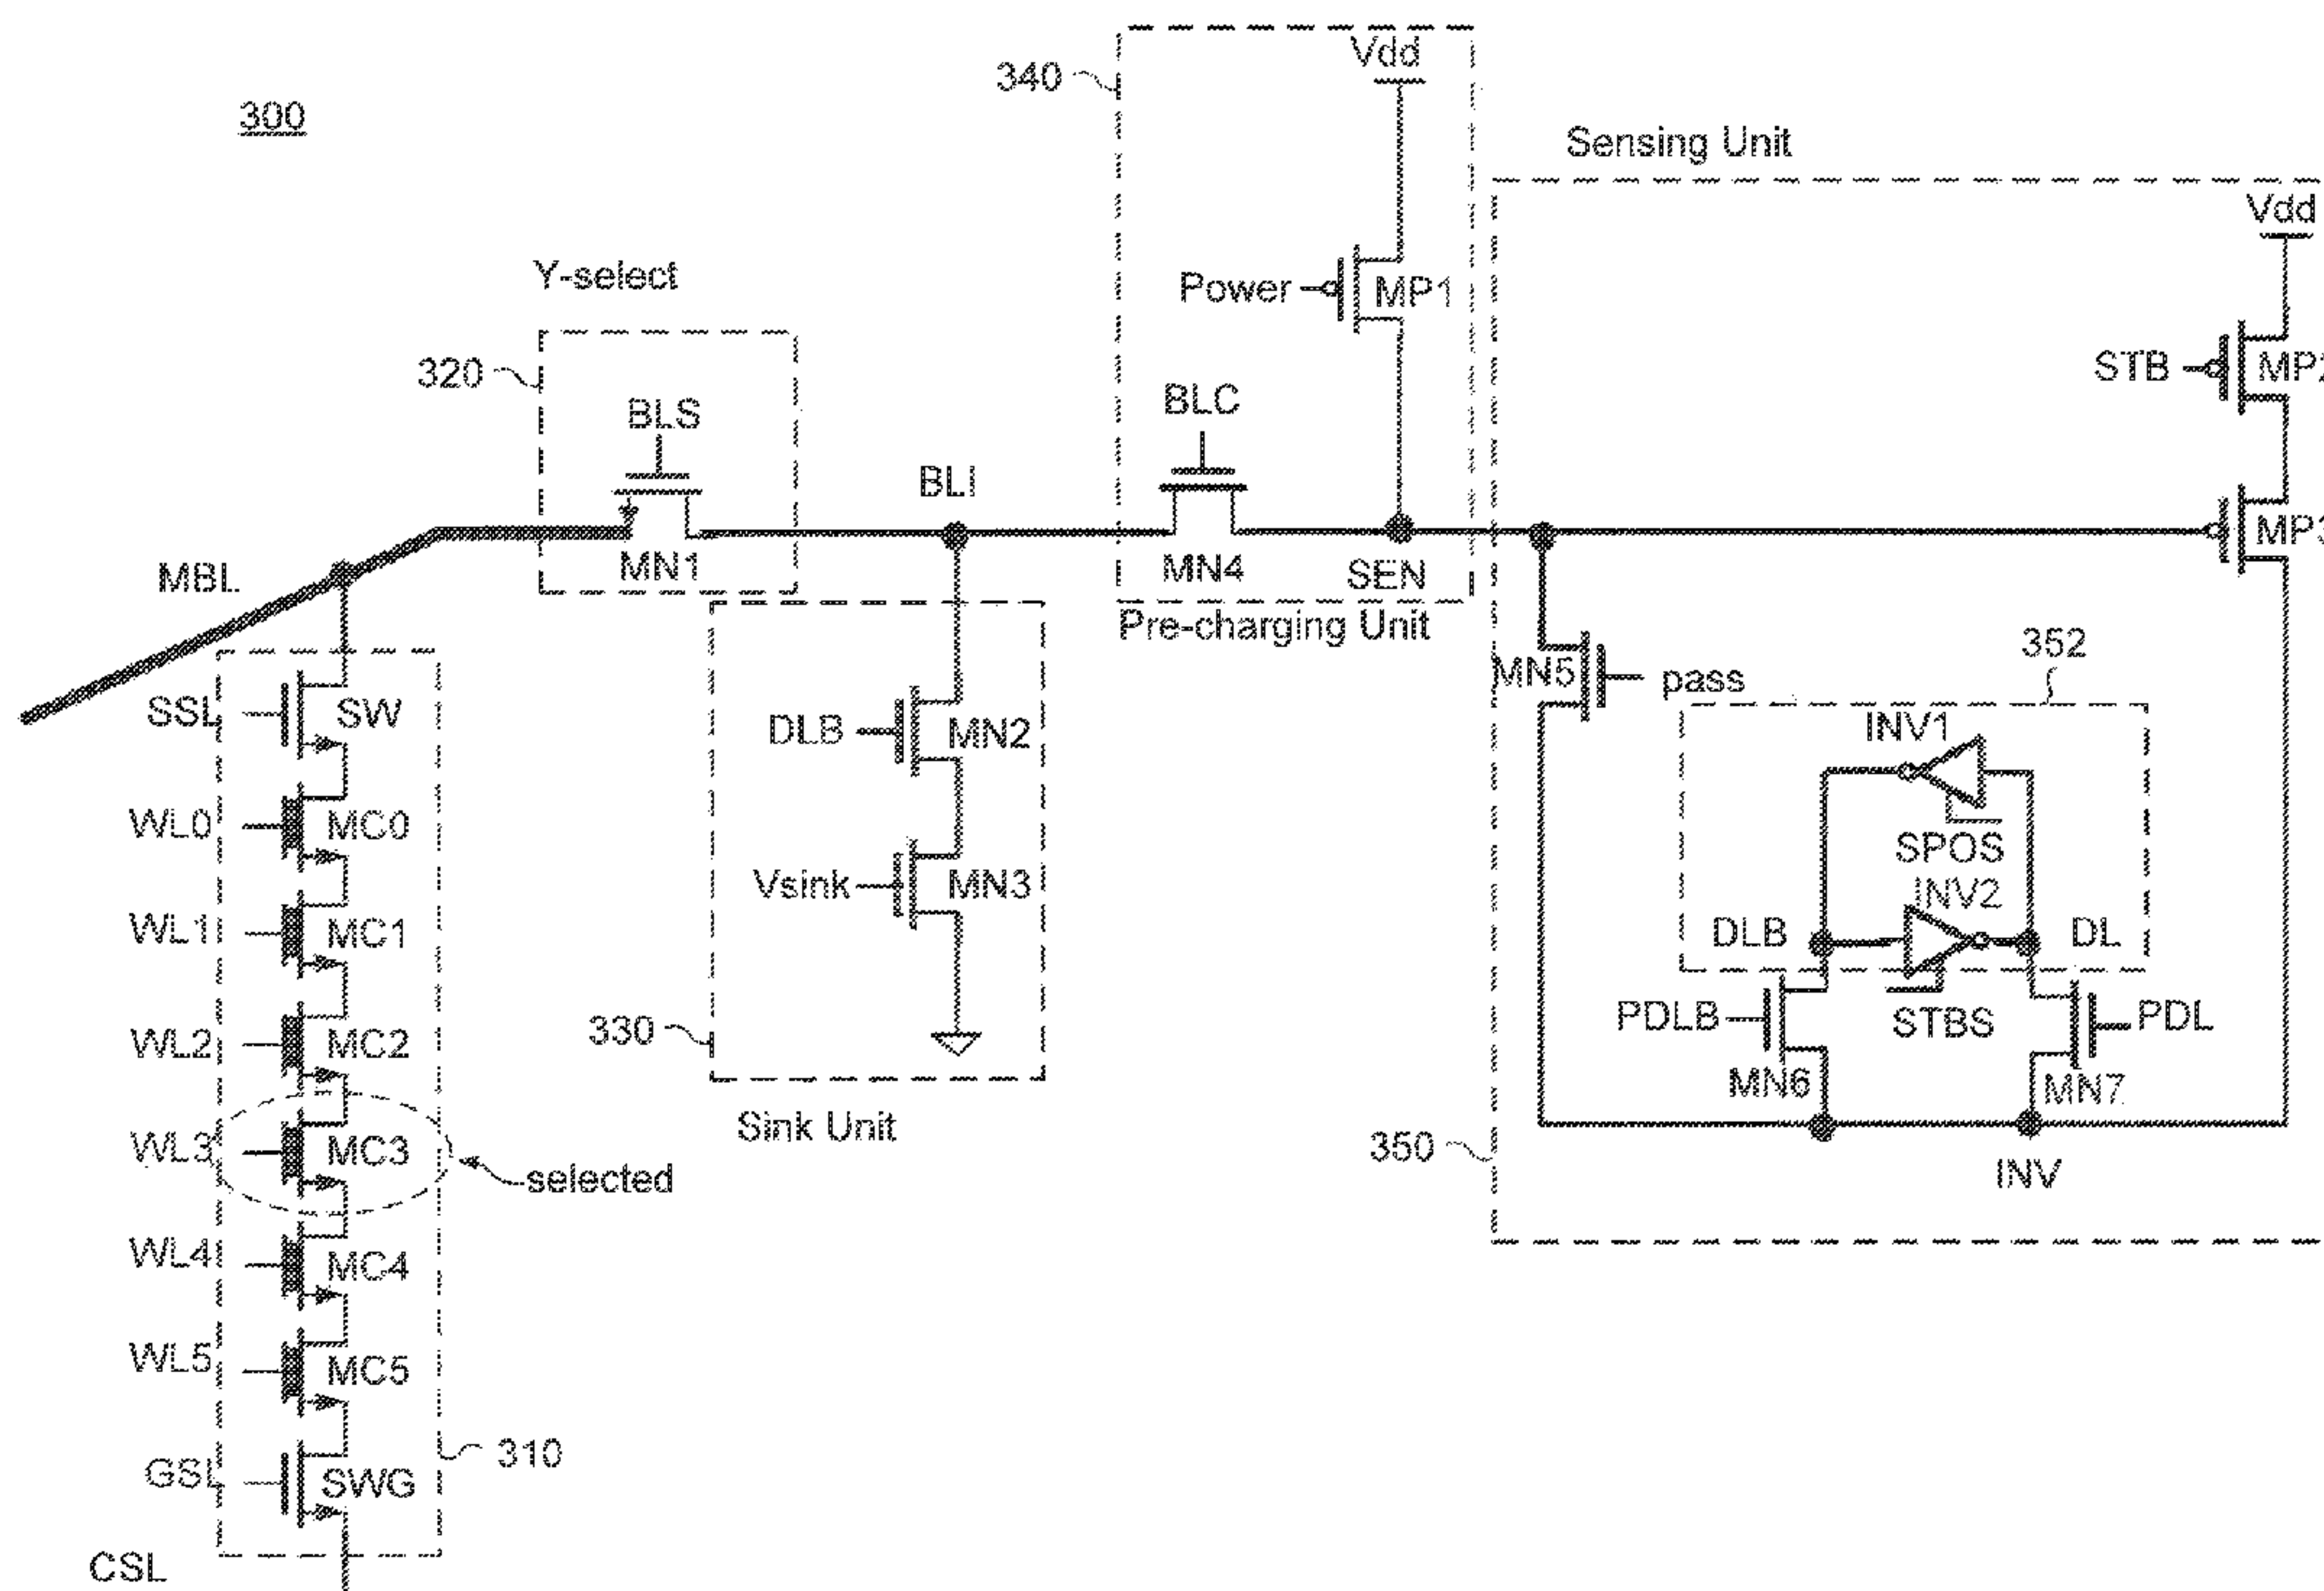 300
340
Vdd
Sensing Unit
Vdd
Y-select
Power
MP1
320
BLS
BLC
STB
MP2
BLI
MBL
MN1
MN4
SEN
MP3
Pre-charging Unit
352
SSL
SW
DLB
MN2
MN5
pass
INV1
WL0
MC0
SPOS
Vsink
MN3
INV2
WL1
MC1
DLB
DL
WL2
MC2
330
PDLB
STBS
PDL
MN6
MN7
Sink Unit
WL3
MC3
selected
350
INV
WL4
MC4
WL5
MC5
310
GSL
SWG
CSL